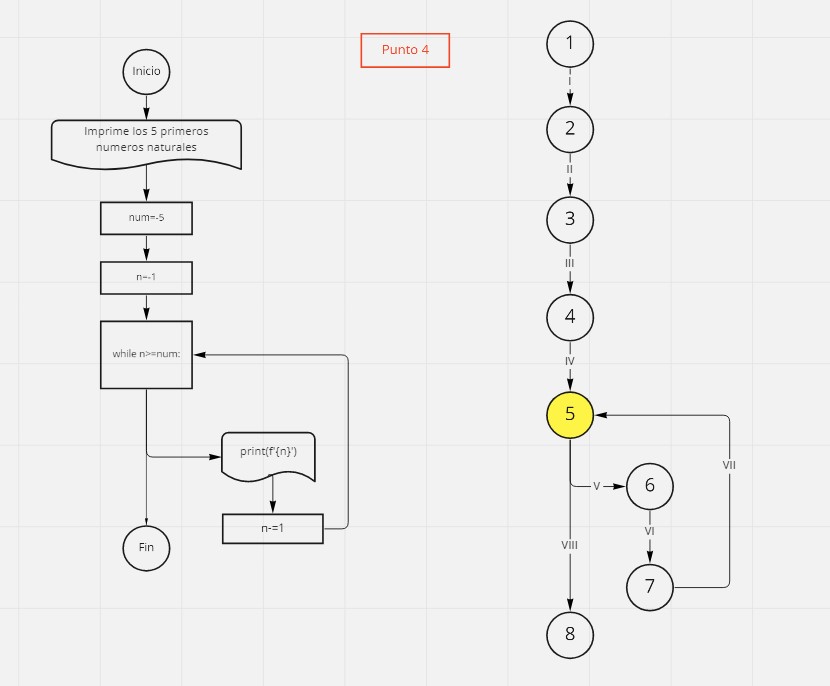 Punto 4
Inicio
Imprime los 5 primeros
numeros naturales
num=-5
n=-1
while n>=num:
print(f'{n}')
n-=1
Fin
1
I
2
II
3
III
4
IV
5
V
6
VI
7
VII
VIII
8